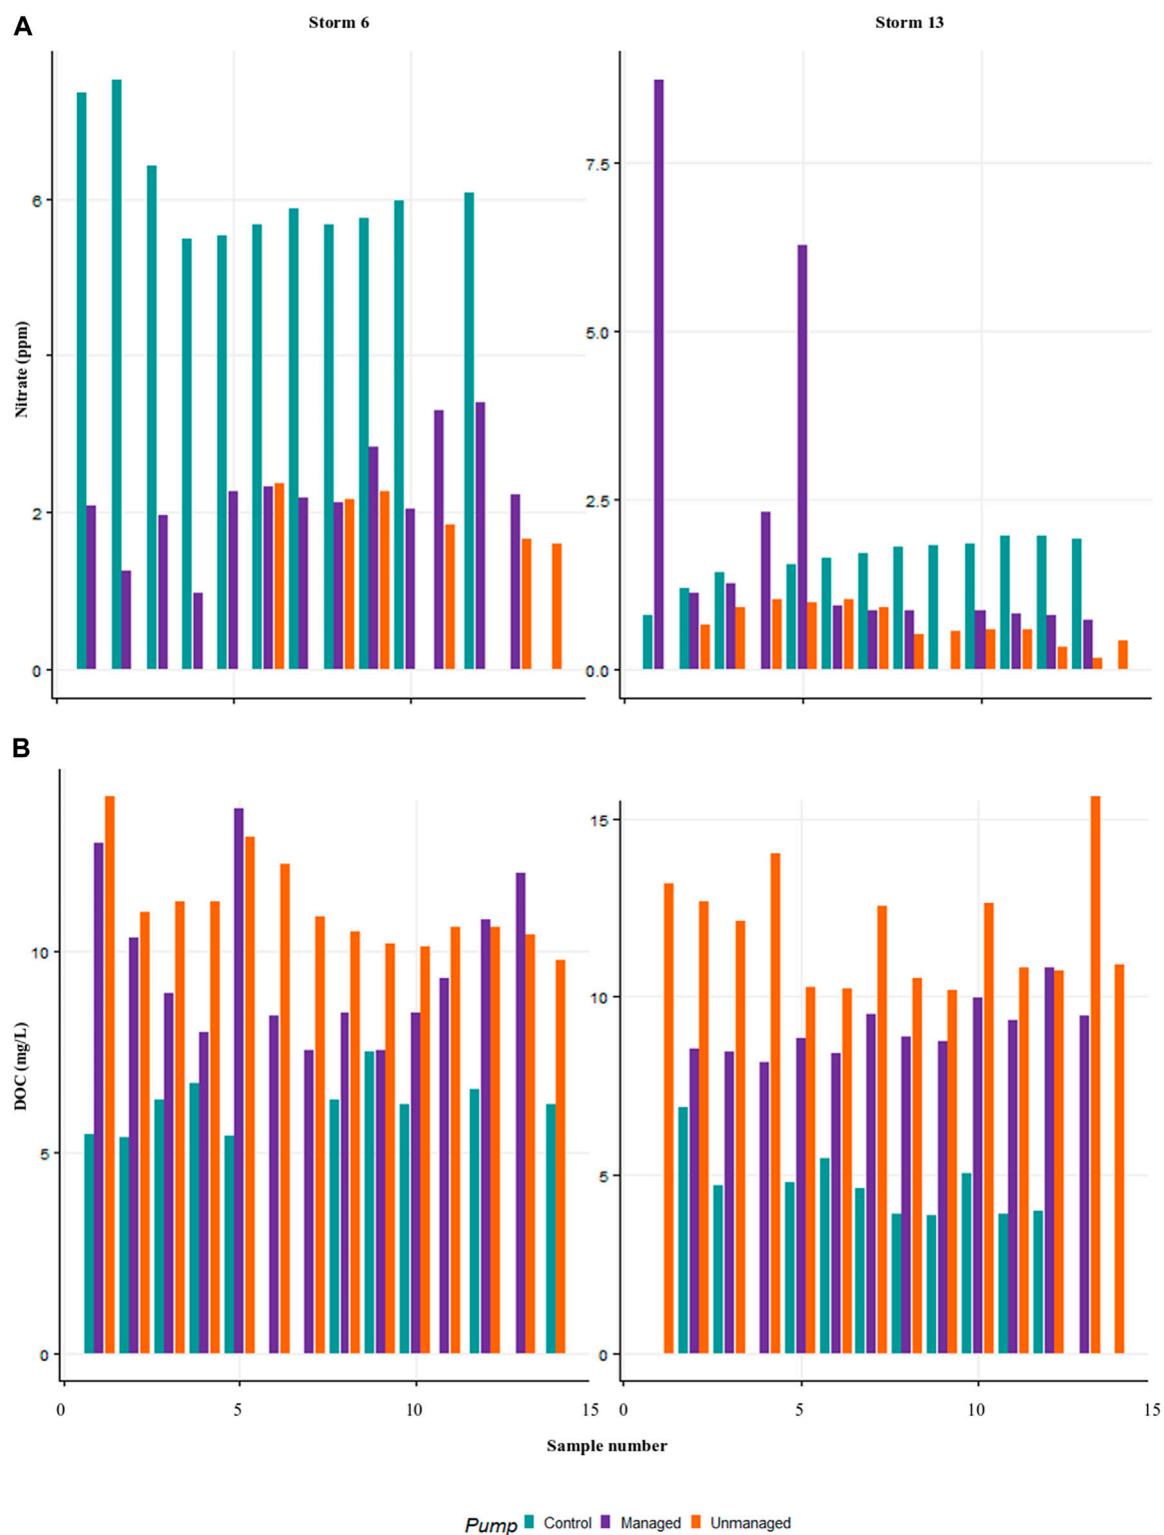 A
Storm 6
Storm 13
Nitrate (ppm)
6
2
0
7.5
5.0
2.5
0.0
B
DOC (mg/L)
10
5
0
15
10
5
0
0 5 10 15 0 5 10 15
Sample number
Pump Control Managed Unmanaged